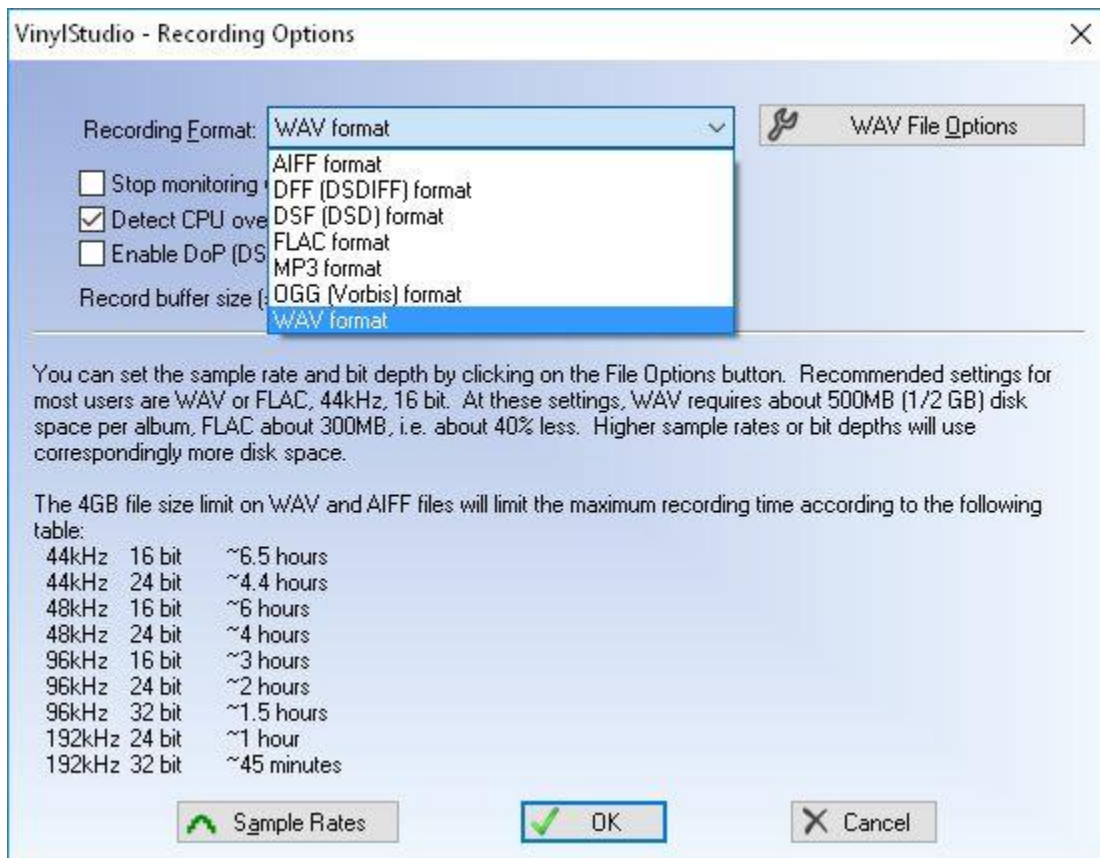 VinylStudio - Recording Options
Recording Format: WAV format
WAV File Options
AIFF format
DFF (DSDIFF) format
DSF (DSD) format
FLAC format
MP3 format
OGG (Vorbis) format
WAV format
Stop monitoring
Detect CPU ove
Enable DoP (DS
Record buffer size (
You can set the sample rate and bit depth by clicking on the File Options button. Recommended settings for
most users are WAV or FLAC, 44kHz, 16 bit. At these settings, WAV requires about 500MB (1/2 GB) disk
space per album, FLAC about 300MB, i.e. about 40% less. Higher sample rates or bit depths will use
correspondingly more disk space.
The 4GB file size limit on WAV and AIFF files will limit the maximum recording time according to the following
table:
44kHz 16 bit ~6.5 hours
44kHz 24 bit ~4.4 hours
48kHz 16 bit ~6 hours
48kHz 24 bit ~4 hours
96kHz 16 bit ~3 hours
96kHz 24 bit ~2 hours
96kHz 32 bit ~1.5 hours
192kHz 24 bit ~1 hour
192kHz 32 bit ~45 minutes
Sample Rates
OK
Cancel